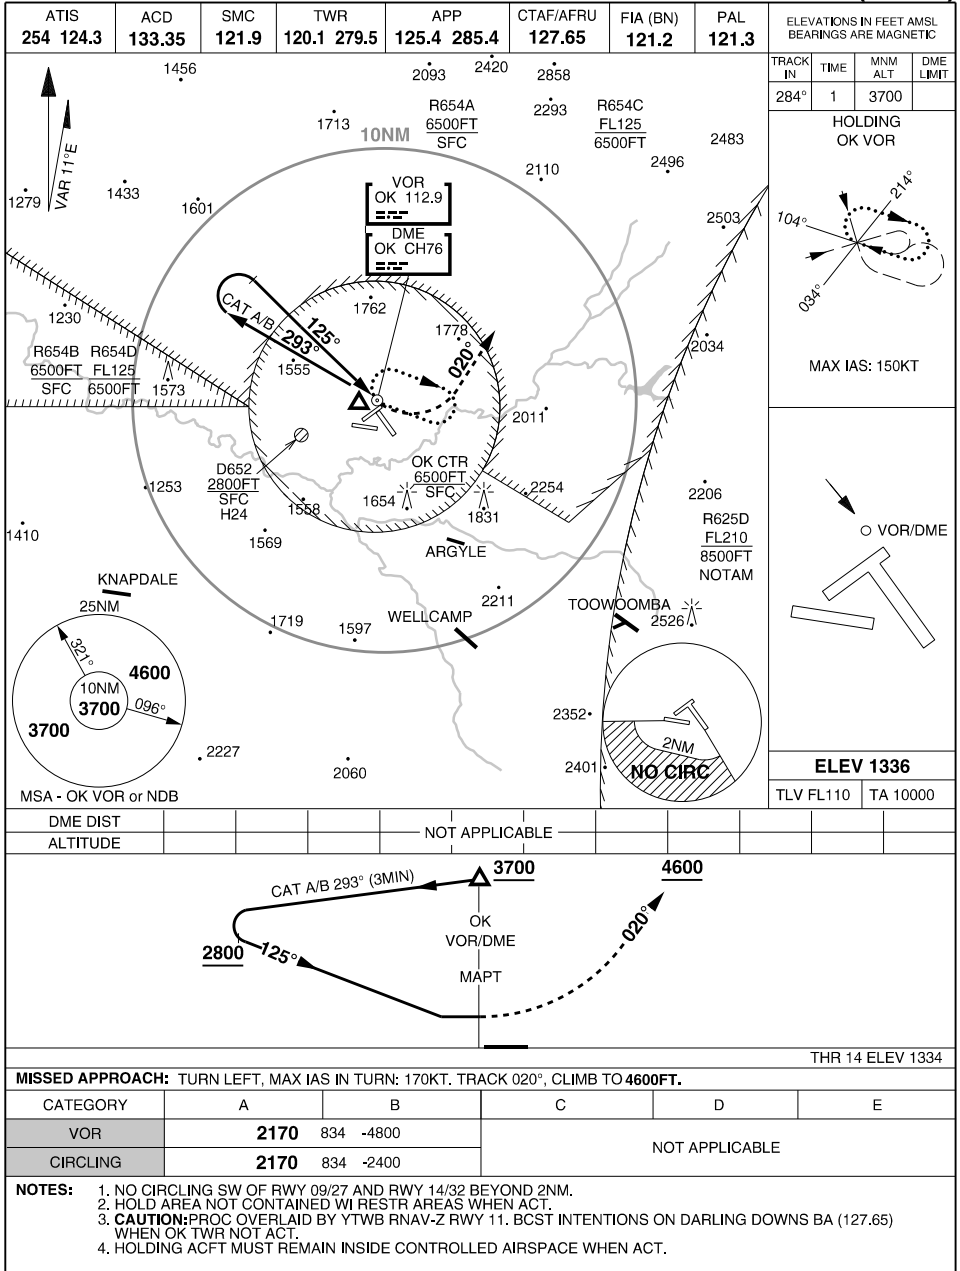 ATIS ACD SMC TWR APP CTAF/AFRU FIA (BN) PAL
254 124.3 133.35 121.9 120.1 279.5 125.4 285.4 127.65 121.2 121.3
ELEVATIONS IN FEET AMSL
BEARINGS ARE MAGNETIC
TRACK IN TIME MNM ALT DME LIMIT
284° 1 3700
HOLDING
OK VOR
214°
104°
034°
MAX IAS: 150KT
VOR/DME
ELEV 1336
TLV FL110 TA 10000
VAR 11°E
1456
2093
2420
2858
1713
10NM
R654A
6500FT
SFC
2293
R654C
FL125
6500FT
2483
2110
2496
1279
1433
1601
2503
VOR
OK 112.9
DME
OK CH76
1762
1778
CAT A/B 293°
125°
020°
1230
1555
2034
R654B
6500FT
SFC
R654D
FL125
6500FT
1573
2011
D652
2800FT
SFC
H24
OK CTR
6500FT
SFC
1253
1558
1654
1831
2254
2206
1410
1569
ARGYLE
R625D
FL210
8500FT
NOTAM
KNAPDALE
2211
TOOWOOMBA
2526
WELLCAMP
1719
1597
25NM
321°
4600
10NM
3700
096°
3700
MSA - OK VOR or NDB
2227
2060
2352
2401
2NM
NO CIRC
DME DIST
ALTITUDE
NOT APPLICABLE
CAT A/B 293° (3MIN)
3700
4600
OK
VOR/DME
MAPT
2800
125°
020°
THR 14 ELEV 1334
MISSED APPROACH: TURN LEFT, MAX IAS IN TURN: 170KT. TRACK 020°, CLIMB TO 4600FT.
CATEGORY A B C D E
VOR 2170 834 -4800
CIRCLING 2170 834 -2400
NOT APPLICABLE
NOTES: 1. NO CIRCLING SW OF RWY 09/27 AND RWY 14/32 BEYOND 2NM.
2. HOLD AREA NOT CONTAINED WI RESTR AREAS WHEN ACT.
3. CAUTION: PROC OVERLAID BY YTWB RNAV-Z RWY 11. BCST INTENTIONS ON DARLING DOWNS BA (127.65)
WHEN OK TWR NOT ACT.
4. HOLDING ACFT MUST REMAIN INSIDE CONTROLLED AIRSPACE WHEN ACT.